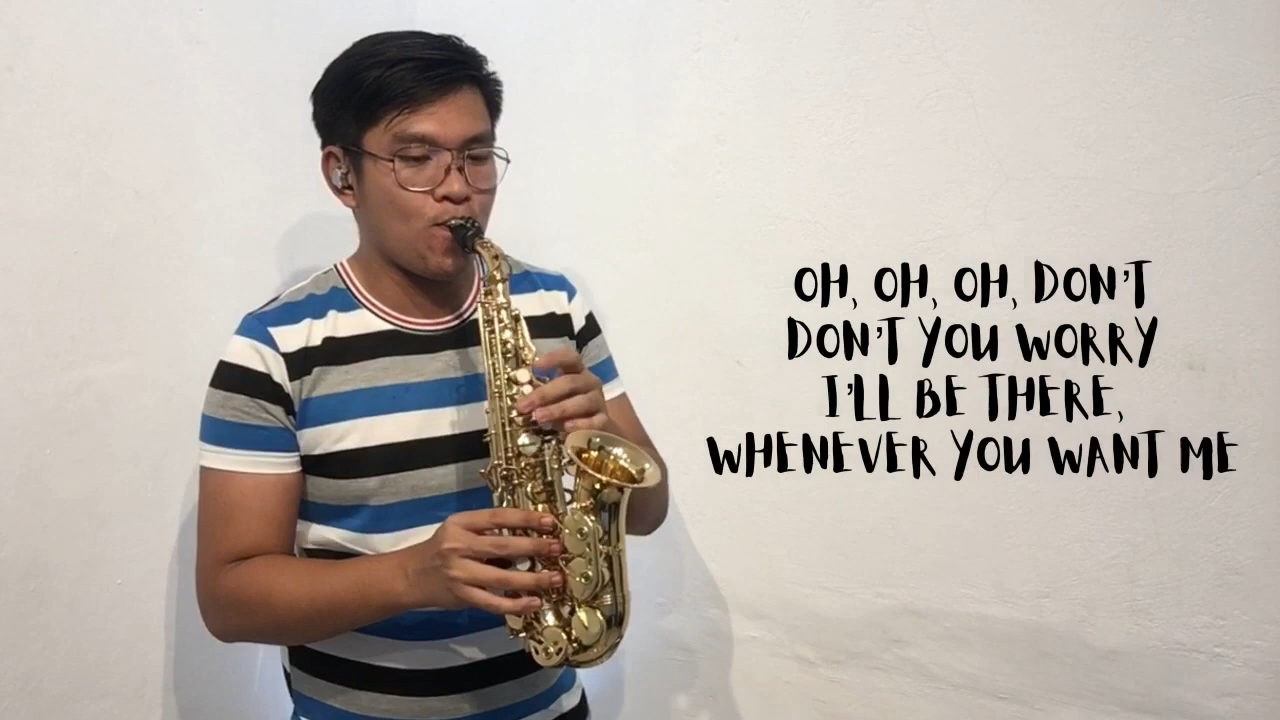 OH, OH, OH, DON'T
DON'T YOU WORRY
I'LL BE THERE,
WHENEVER YOU WANT ME